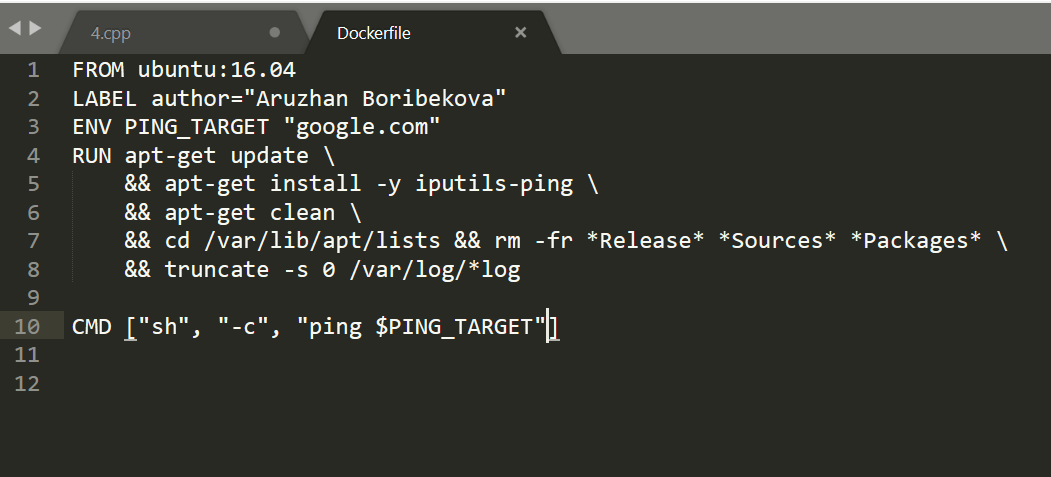 4.cpp
Dockerfile
1 FROM ubuntu:16.04
2 LABEL author="Aruzhan Boribekova"
3 ENV PING_TARGET "google.com"
4 RUN apt-get update \
5     && apt-get install -y iputils-ping \
6     && apt-get clean \
7     && cd /var/lib/apt/lists && rm -fr *Release* *Sources* *Packages* \
8     && truncate -s 0 /var/log/*log
9
10 CMD ["sh", "-c", "ping $PING_TARGET"]
11
12